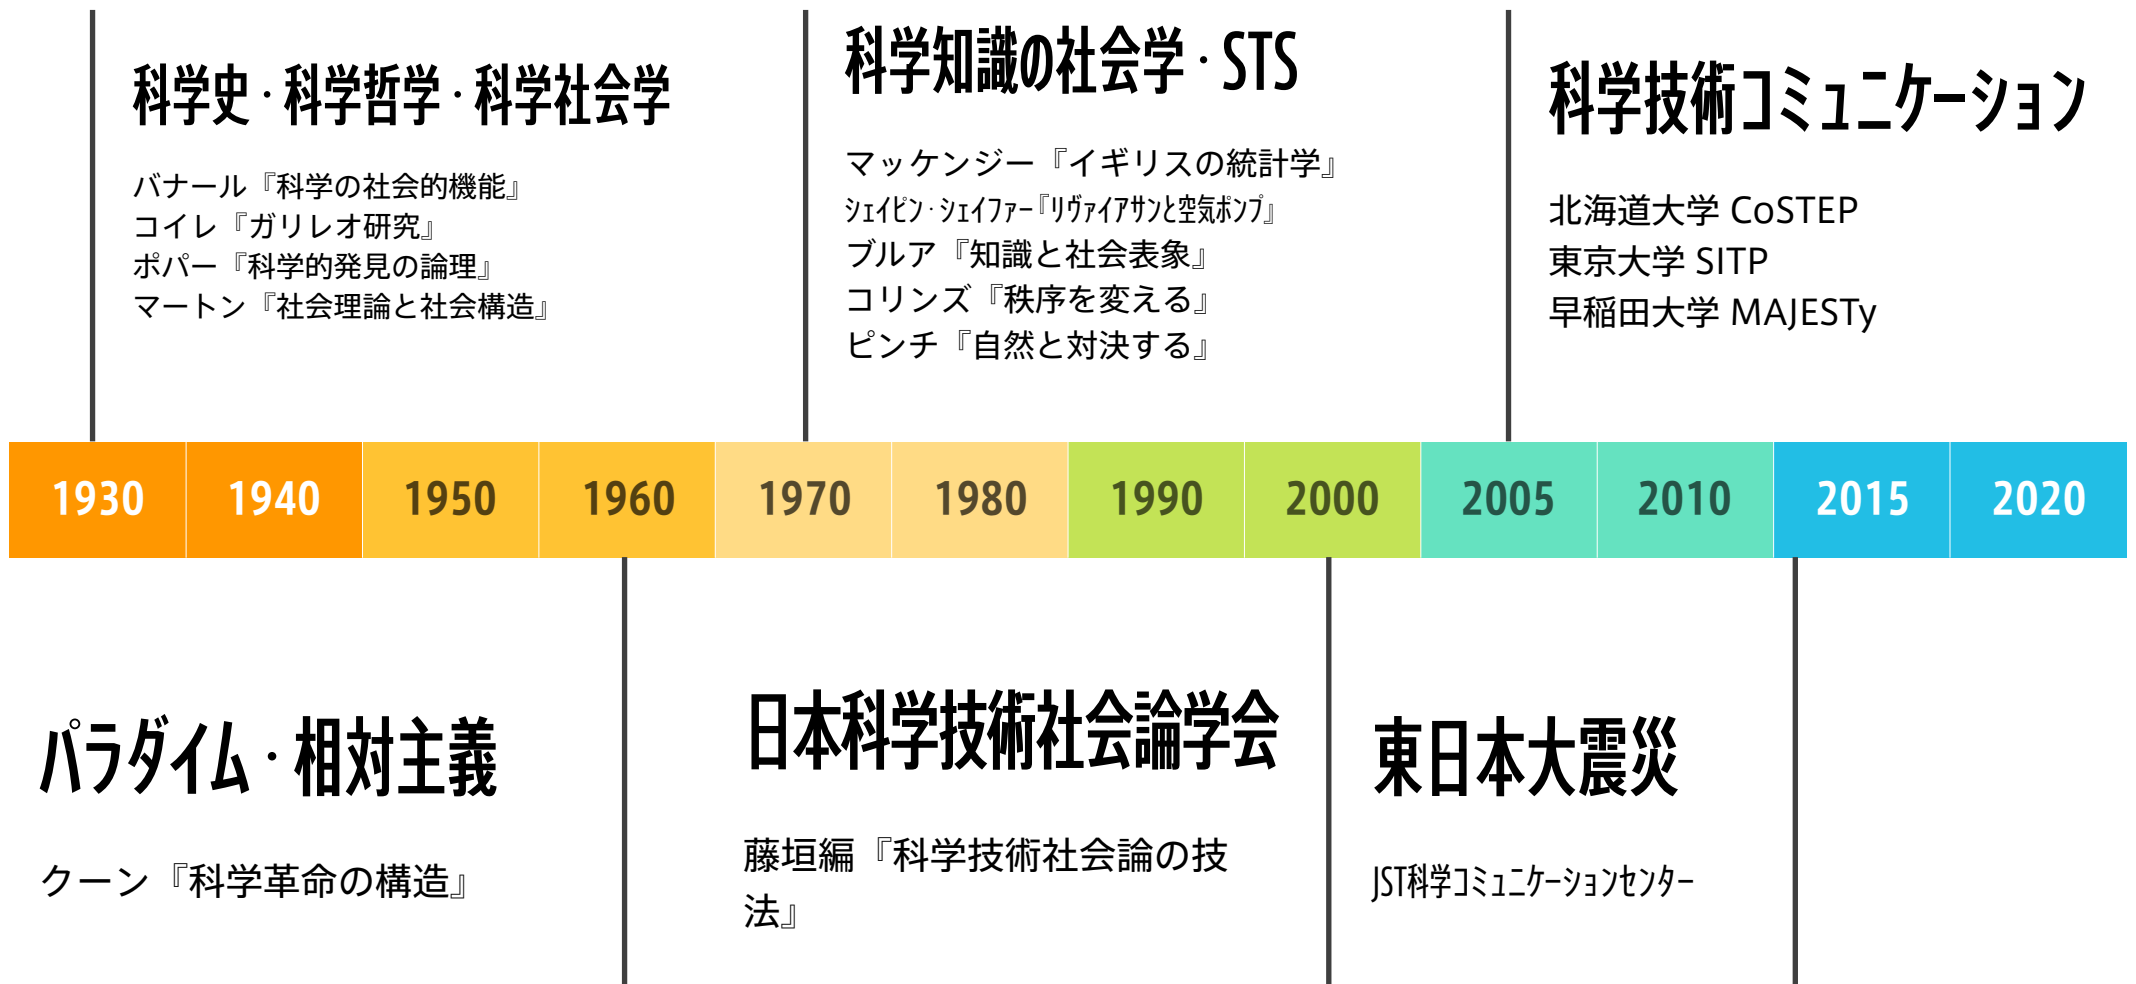 科学史・科学哲学・科学社会学
バナール『科学の社会的機能』
コイレ『ガリレオ研究』
ポパー『科学的発見の論理』
マートン『社会理論と社会構造』
科学知識の社会学・STS
マッケンジー『イギリスの統計学』
シェイピン・シェイファー『リヴァイアサンと空気ポンプ』
ブルア『知識と社会表象』
コリンズ『秩序を変える』
ピンチ『自然と対決する』
科学技術コミュニケーション
北海道大学 CoSTEP
東京大学 SITP
早稲田大学 MAJESTy
1930 1940 1950 1960 1970 1980 1990 2000 2005 2010 2015 2020
パラダイム・相対主義
クーン『科学革命の構造』
日本科学技術社会論学会
藤垣編『科学技術社会論の技
法』
東日本大震災
JST科学コミュニケーションセンター